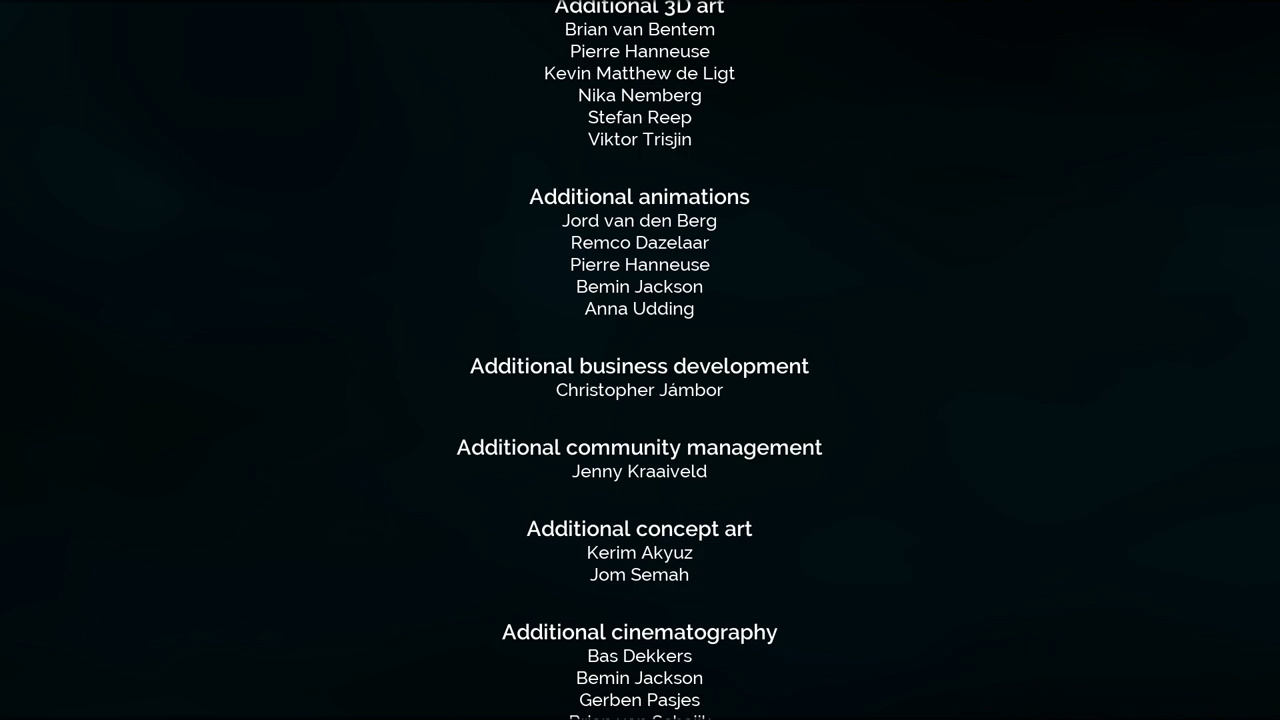 Additional 3D art
Brian van Bentem
Pierre Hanneuse
Kevin Matthew de Ligt
Nika Nemberg
Stefan Reep
Viktor Trisjin
Additional animations
Jord van den Berg
Remco Dazelaar
Pierre Hanneuse
Bemin Jackson
Anna Udding
Additional business development
Christopher Jámbor
Additional community management
Jenny Kraaiveld
Additional concept art
Kerim Akyuz
Jom Semah
Additional cinematography
Bas Dekkers
Bemin Jackson
Gerben Pasjes
Brian van